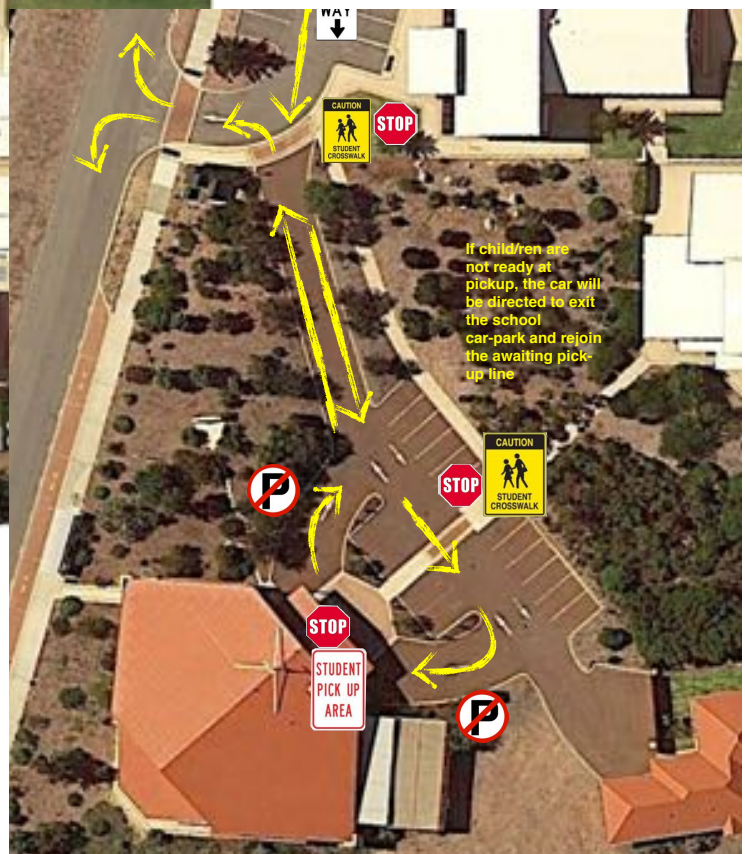 WAY
CAUTION
STUDENT
CROSSWALK
STOP
If child/ren are
not ready at
pickup, the car will
be directed to exit
the school
car-park and rejoin
the awaiting pick-
up line
P
STOP
CAUTION
STUDENT
CROSSWALK
STOP
STUDENT
PICK UP
AREA
P